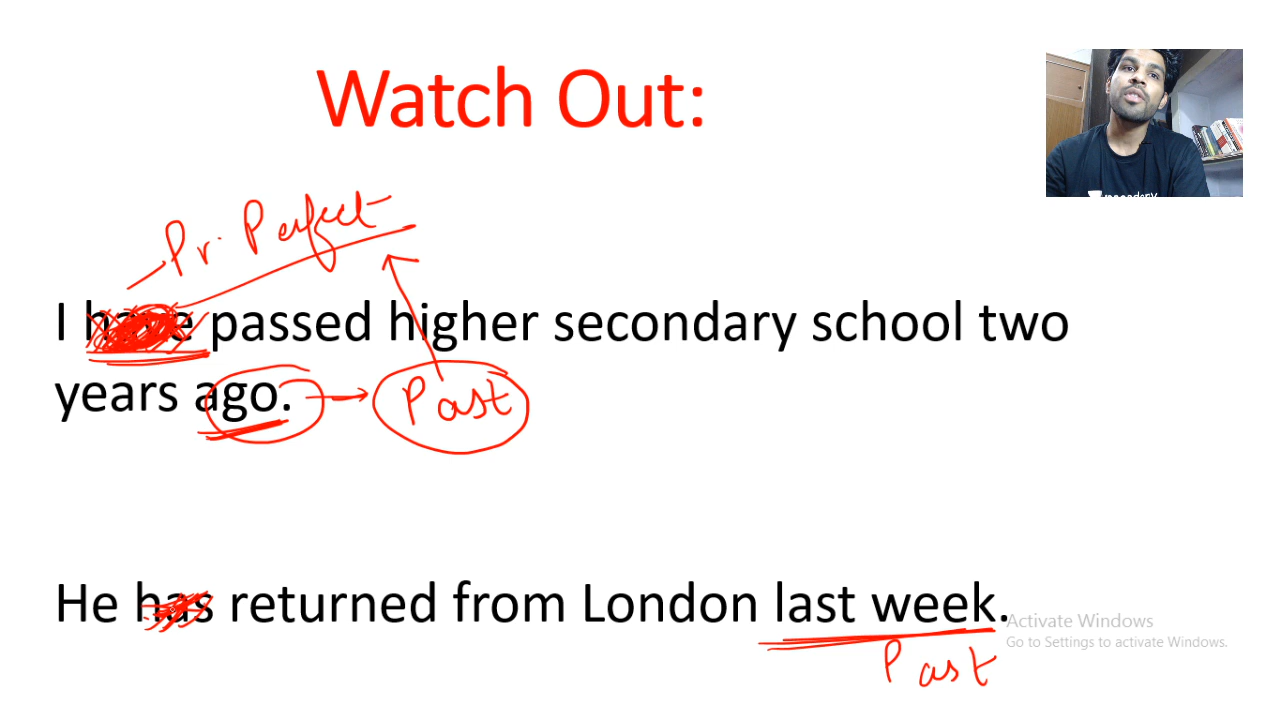 Watch Out:
Pr. Perfect
I have passed higher secondary school two
years ago. Past
He has returned from London last week.
Activate Windows
Go to Settings to activate Windows.
Past